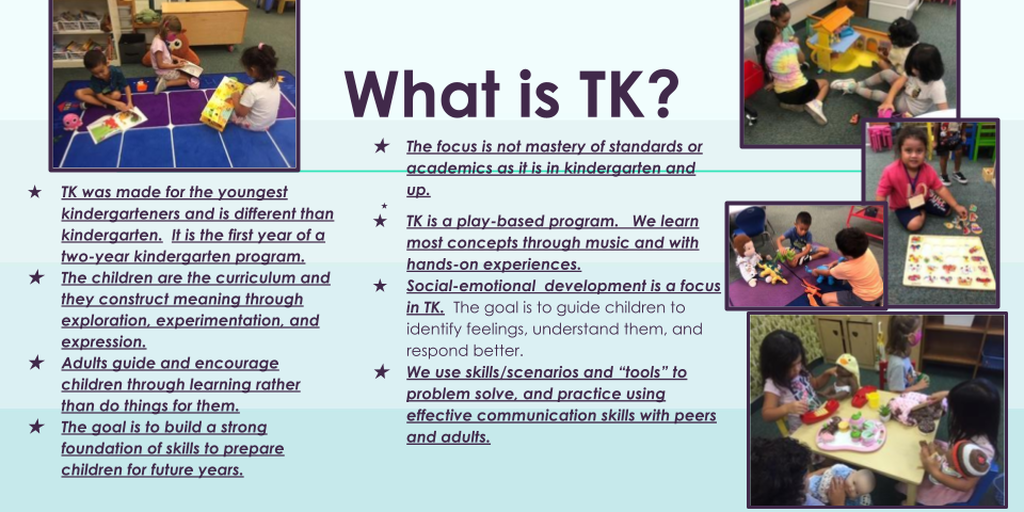 What is TK?
★ TK was made for the youngest
kindergarteners and is different than
kindergarten. It is the first year of a
two-year kindergarten program.
★ The children are the curriculum and
they construct meaning through
exploration, experimentation, and
expression.
★ Adults guide and encourage
children through learning rather
than do things for them.
★ The goal is to build a strong
foundation of skills to prepare
children for future years.
★ The focus is not mastery of standards or
academics as it is in kindergarten and
up.
★
★ TK is a play-based program. We learn
most concepts through music and with
hands-on experiences.
★ Social-emotional development is a focus
in TK. The goal is to guide children to
identify feelings, understand them, and
respond better.
★ We use skills/scenarios and “tools” to
problem solve, and practice using
effective communication skills with peers
and adults.